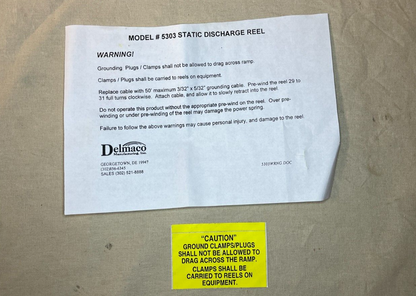 MODEL # 5303 STATIC DISCHARGE REEL
WARNING!
Grounding: Plugs / Clamps shall not be allowed to drag across ramp.
Clamps / Plugs shall be carried to reels on equipment.
Replace cable with 50' maximum 3/32" x 5/32" grounding cable. Pre-wind the reel 29 to
31 full turns clockwise. Attach cable, and allow it to slowly retract into the reel.
Do not operate this product without the appropriate pre-wind on the reel. Over pre-
winding or under pre-winding of the reel may damage the power spring.
Failure to follow the above warnings may cause personal injury, and damage to the reel.
Delmaco
Manufacturing, Inc.
GEORGETOWN, DE 19947
SALES (302)
"CAUTION"
GROUND CLAMPS/PLUGS
SHALL NOT BE ALLOWED TO
DRAG ACROSS THE RAMP.
CLAMPS SHALL BE
CARRIED TO REELS ON
EQUIPMENT.